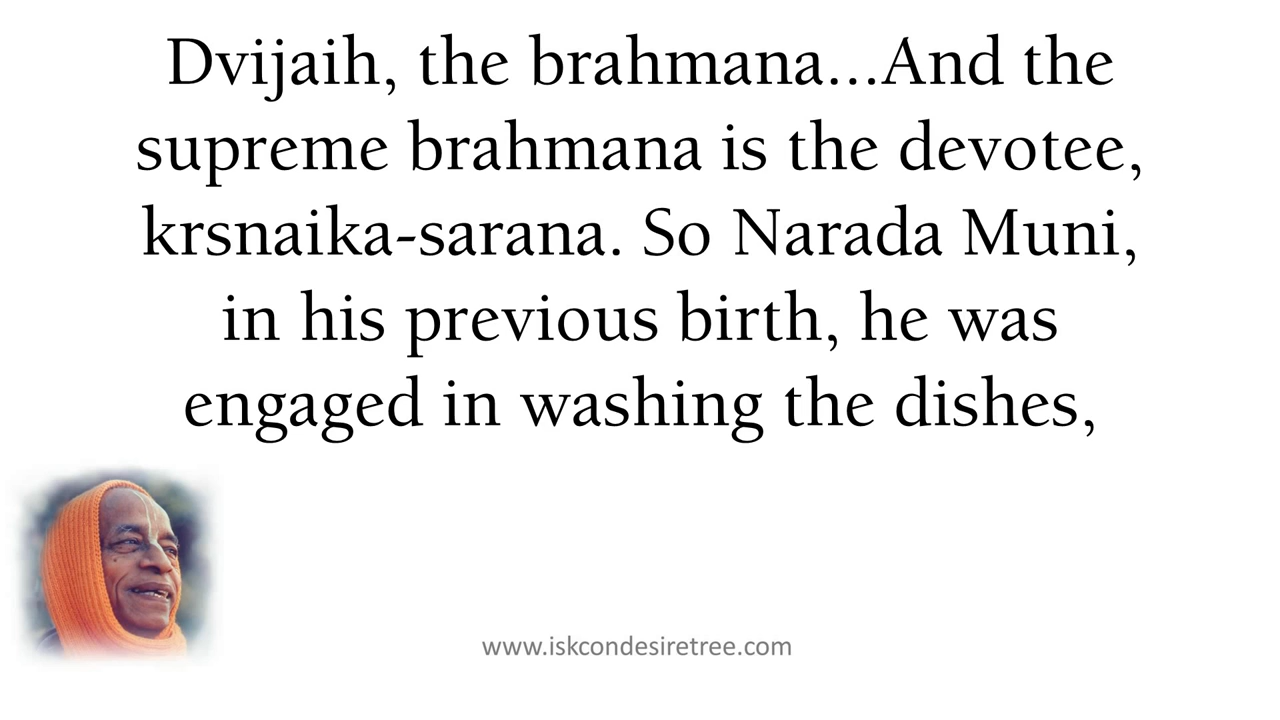 Dvijaih, the brahmana...And the
supreme brahmana is the devotee,
krsnaika-sarana. So Narada Muni,
in his previous birth, he was
engaged in washing the dishes,
www.iskcondesiretree.com